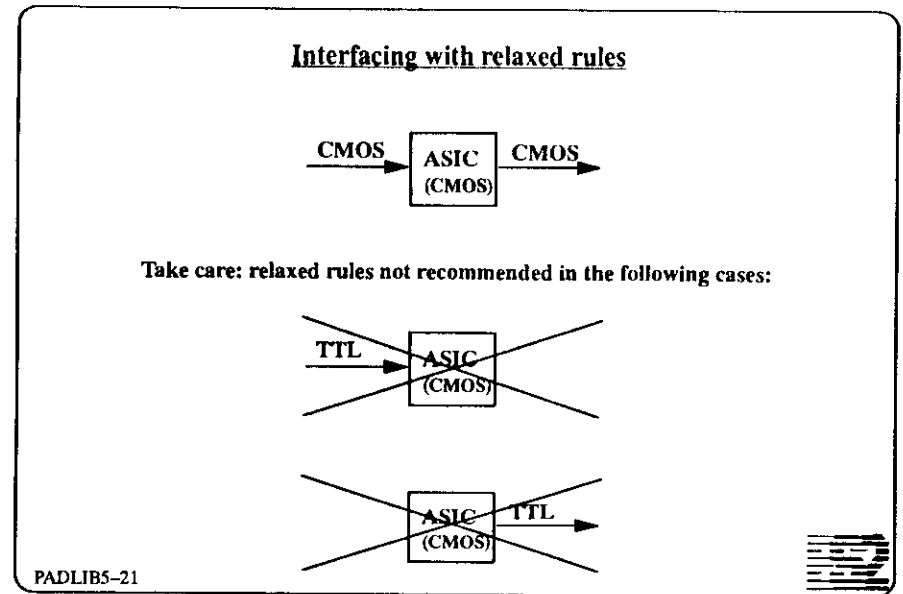 Interfacing with relaxed rules
CMOS
ASIC
(CMOS)
CMOS
Take care: relaxed rules not recommended in the following cases:
TTL
ASIC
(CMOS)
ASIC
(CMOS)
TTL
PADLIB5–21